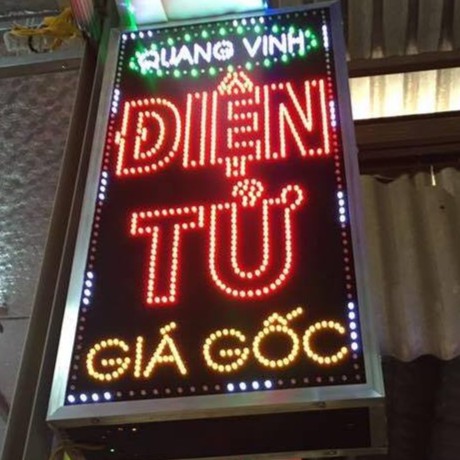 QUANG VINH
ĐIỆN
TỬ
GIÁ GỐC